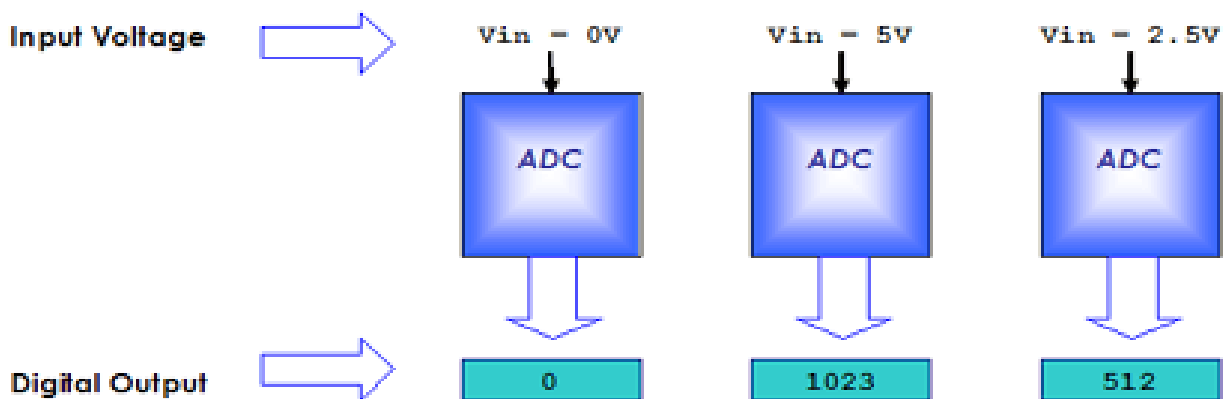 Input Voltage
Vin = 0V
Vin = 5V
Vin = 2.5V
ADC
ADC
ADC
Digital Output
0
1023
512